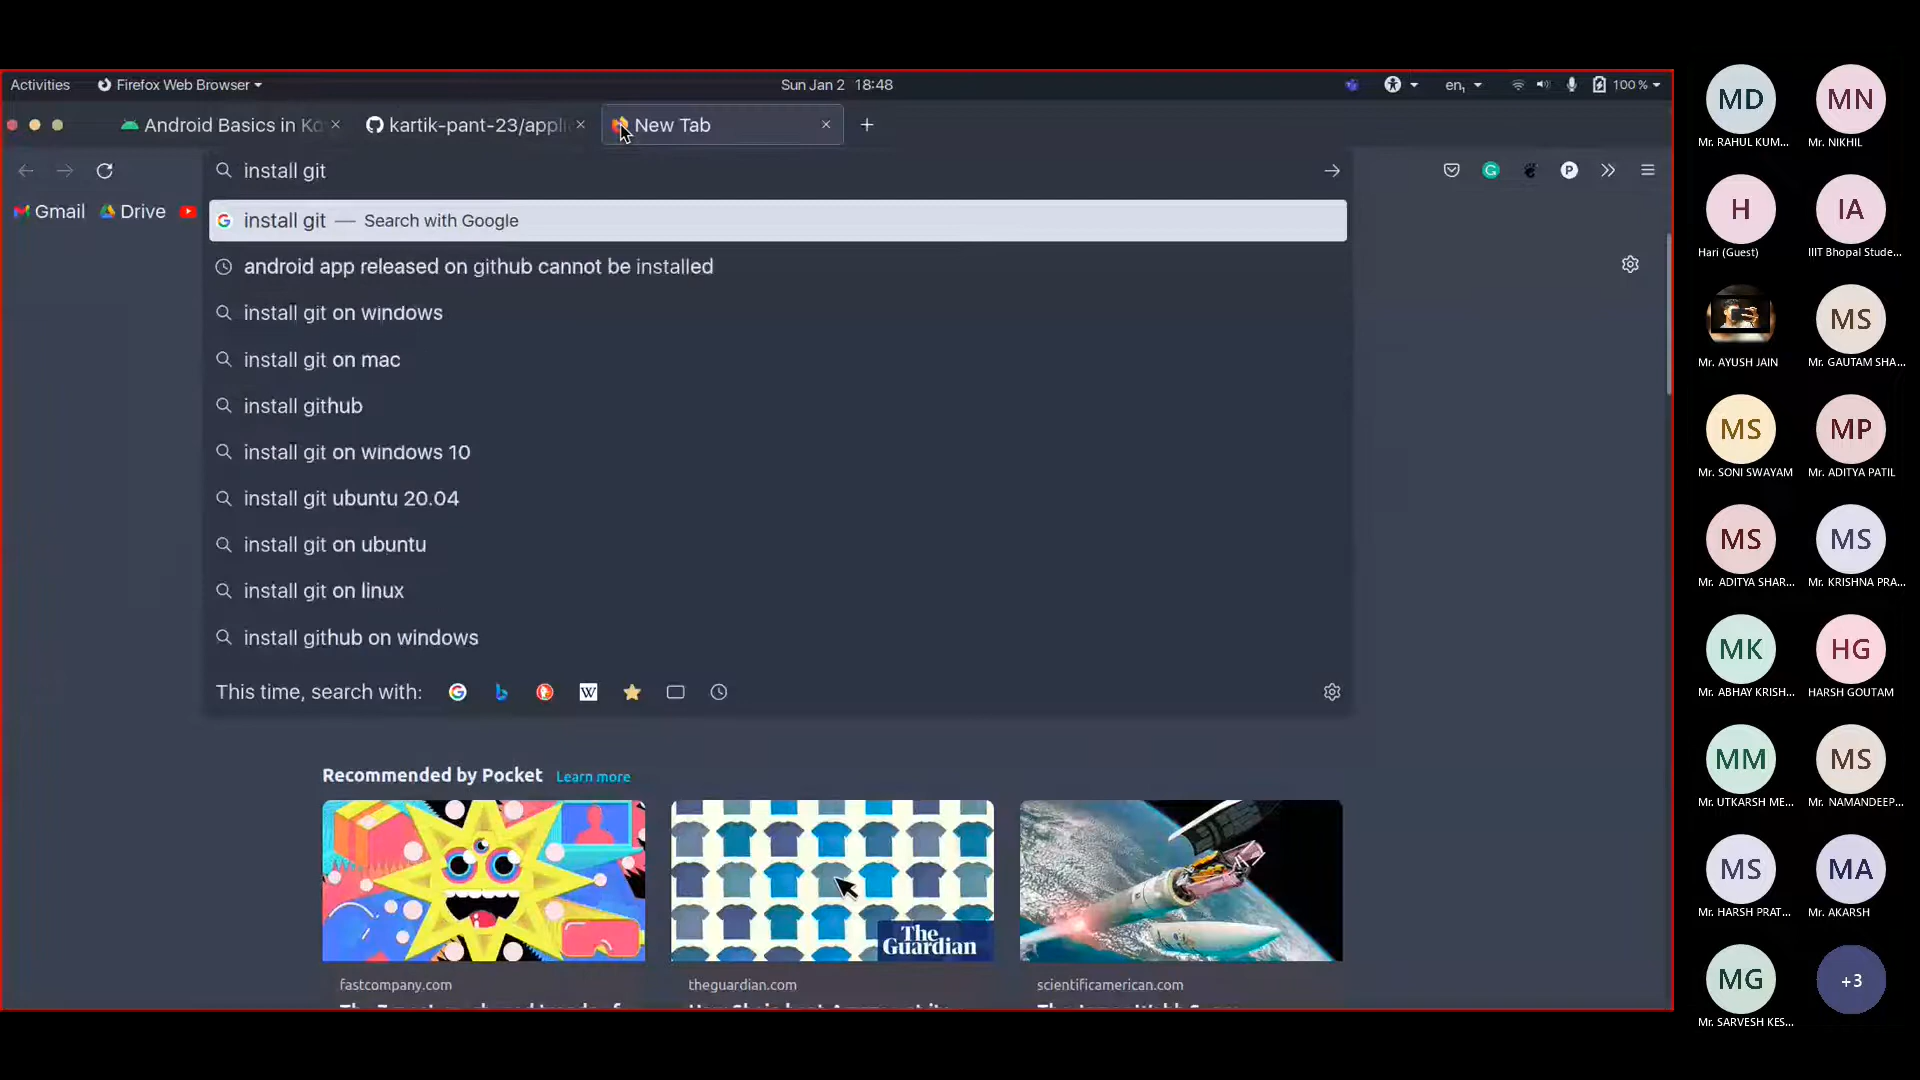 Activities
Firefox Web Browser
Sun Jan 2 18:48
en₁
100 %
Android Basics in Ko
kartik-pant-23/appli
New Tab
install git
Gmail
Drive
install git — Search with Google
android app released on github cannot be installed
install git on windows
install git on mac
install github
install git on windows 10
install git ubuntu 20.04
install git on ubuntu
install git on linux
install github on windows
This time, search with:
W
Recommended by Pocket
Learn more
The
Guardian
fastcompany.com
theguardian.com
scientificamerican.com
MD
Mr. RAHUL KUM...
MN
Mr. NIKHIL
H
Hari (Guest)
IA
IIIT Bhopal Stude...
Mr. AYUSH JAIN
MS
Mr. GAUTAM SHA...
MS
Mr. SONI SWAYAM
MP
Mr. ADITYA PATIL
MS
Mr. ADITYA SHAR...
MS
Mr. KRISHNA PRA...
MK
Mr. ABHAY KRISH...
HG
HARSH GOUTAM
MM
Mr. UTKARSH ME...
MS
Mr. NAMANDEEP...
MS
Mr. HARSH PRAT...
MA
Mr. AKARSH
MG
Mr. SARVESH KES...
+3